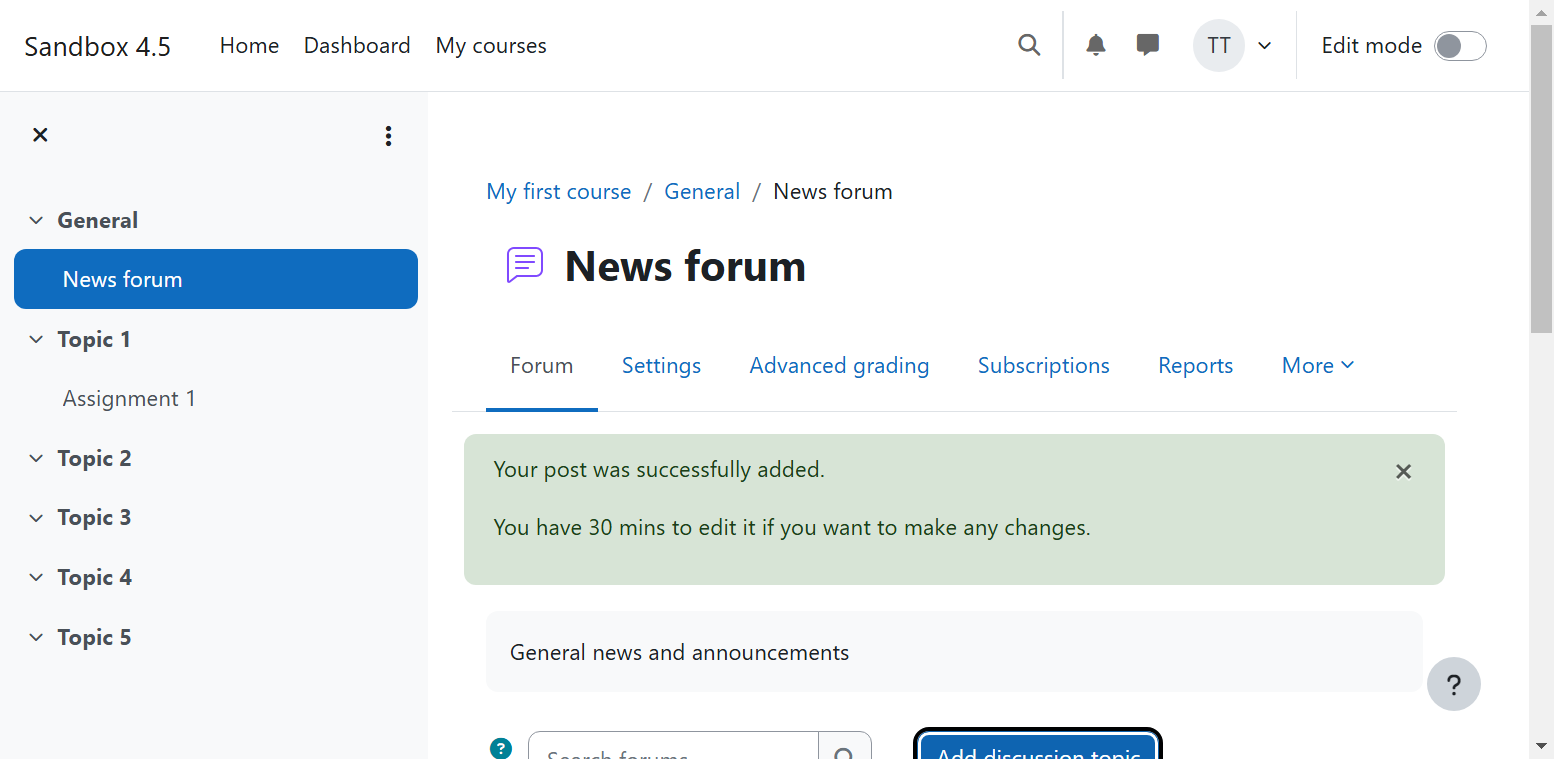 Sandbox 4.5 Home Dashboard My courses TT Edit mode
General
News forum
Topic 1
Assignment 1
Topic 2
Topic 3
Topic 4
Topic 5
My first course / General / News forum
News forum
Forum Settings Advanced grading Subscriptions Reports More
Your post was successfully added.
You have 30 mins to edit it if you want to make any changes.
General news and announcements
?
? Search forums Add discussion topic